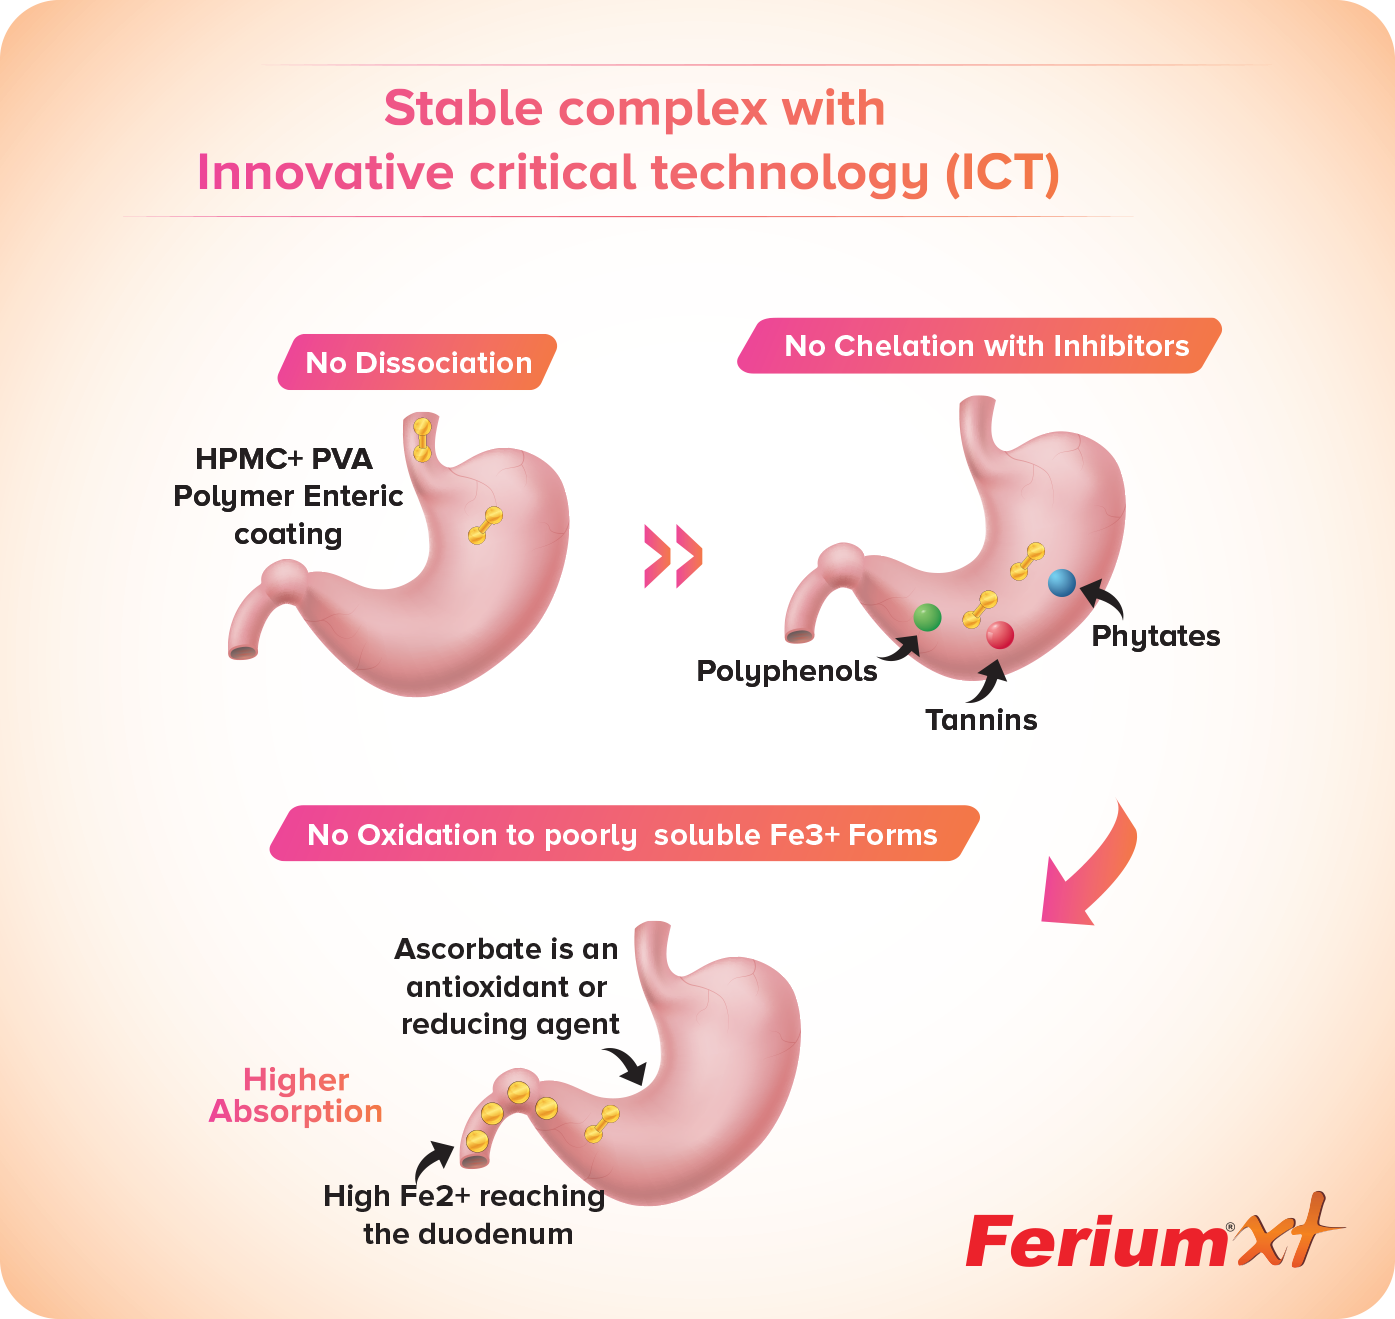 Stable complex with
Innovative critical technology (ICT)
No Dissociation
HPMC+ PVA
Polymer Enteric
coating
No Chelation with Inhibitors
Polyphenols
Tannins
Phytates
No Oxidation to poorly  soluble Fe3+ Forms
Ascorbate is an
antioxidant or
reducing agent
Higher
Absorption
High Fe2+ reaching
the duodenum
Ferium® xt